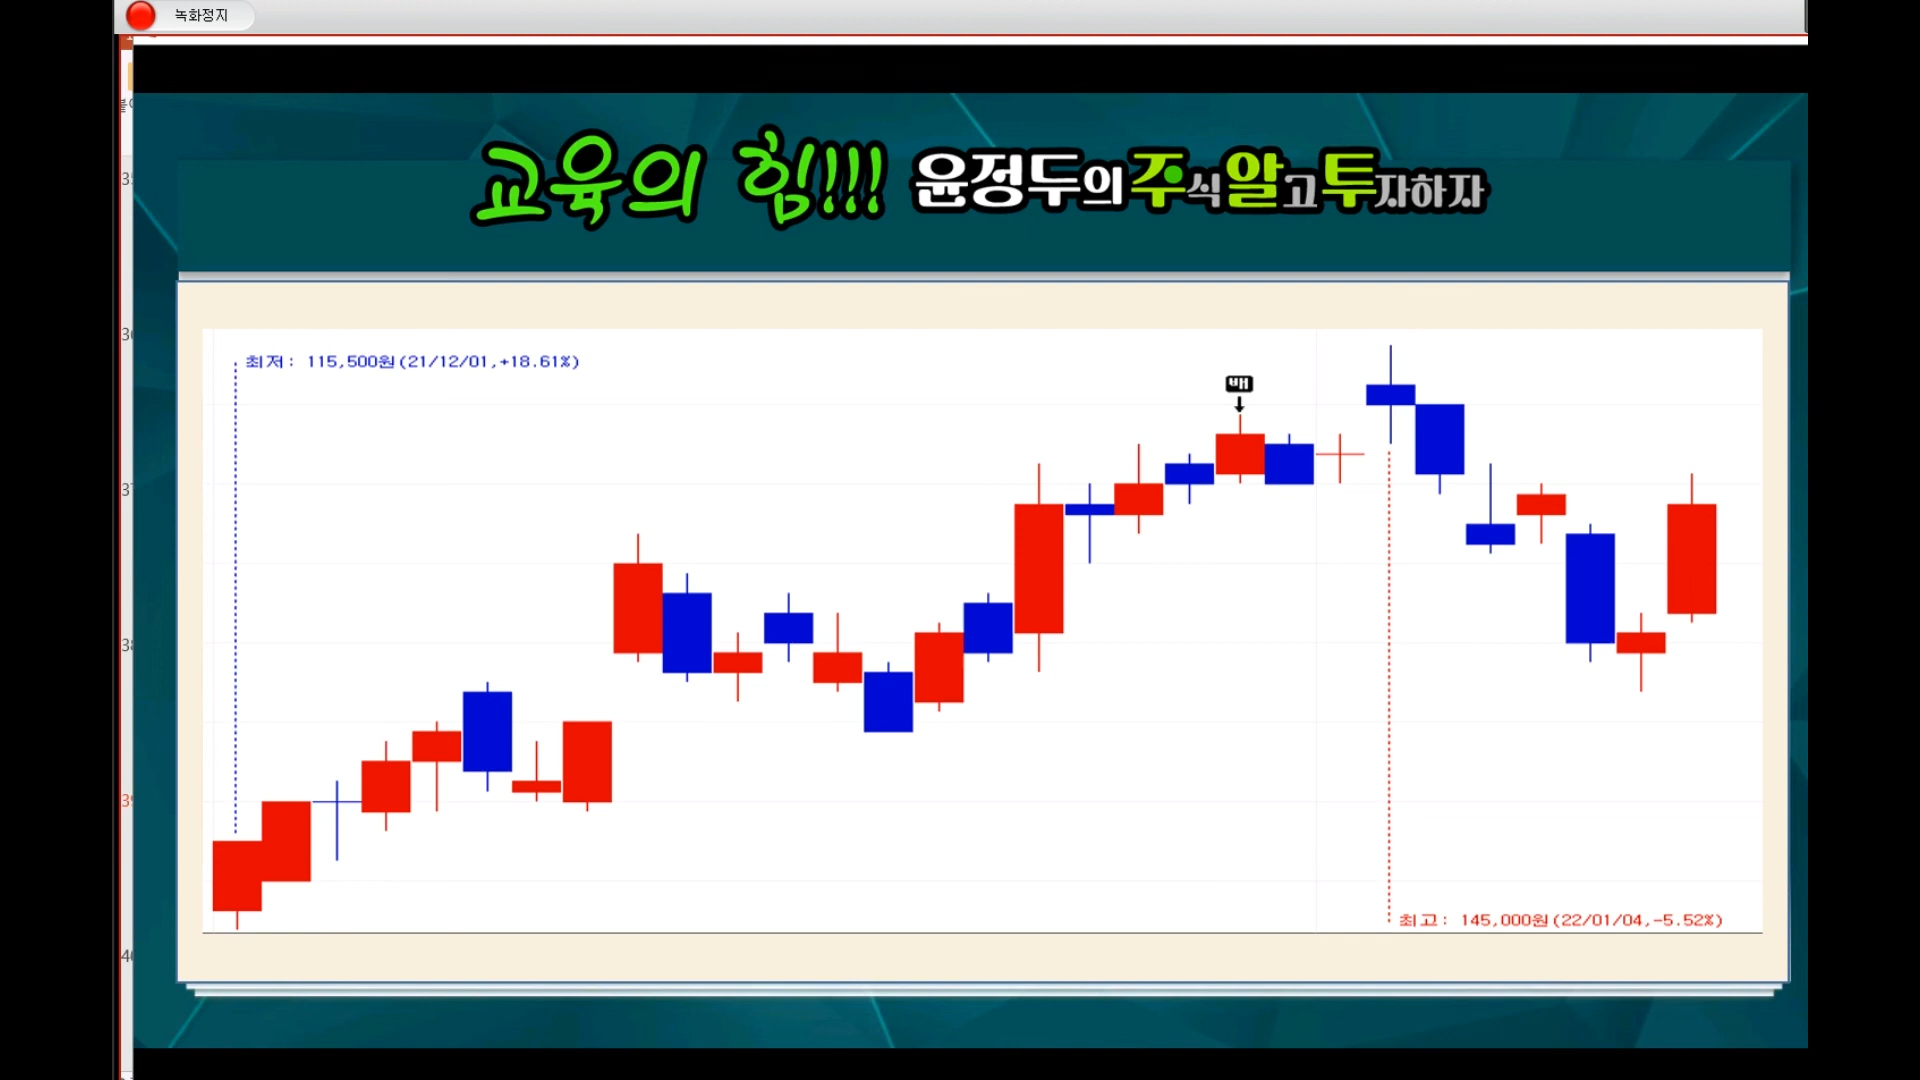 녹화정지
교육의 힘!!! 윤정두의 주식 알고 투자하자
최저: 115,500원(21/12/01,+18.61%)
배
최고: 145,000원(22/01/04,-5.52%)